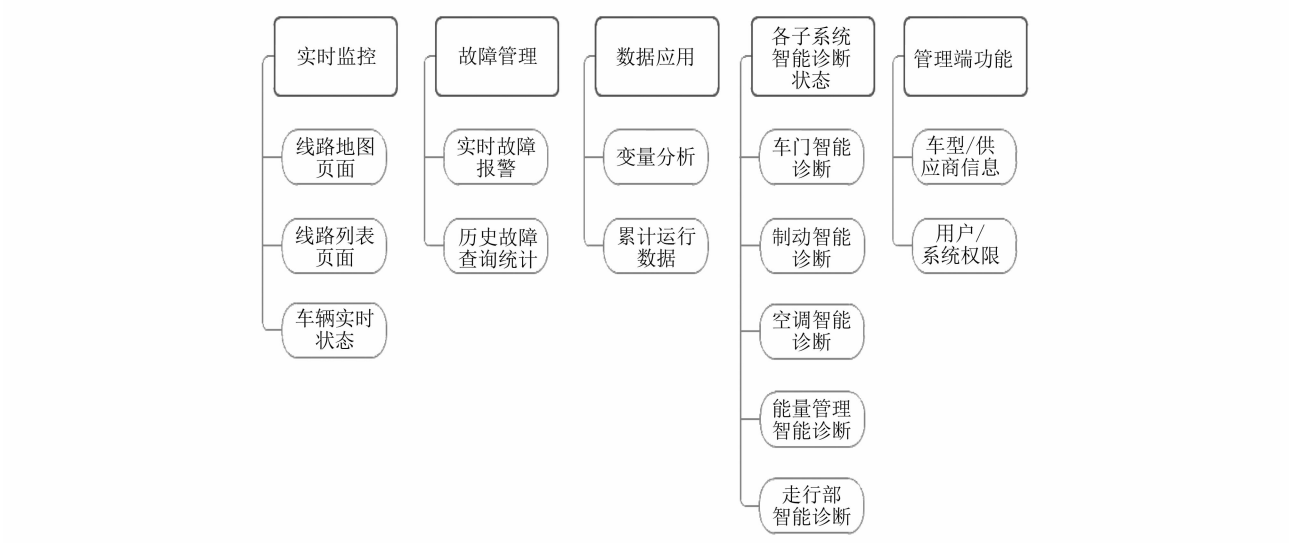 实时监控
线路地图
页面
线路列表
页面
车辆实时
状态
故障管理
实时故障
报警
历史故障
查询统计
数据应用
变量分析
累计运行
数据
各子系统
智能诊断
状态
车门智能
诊断
制动智能
诊断
空调智能
诊断
能量管理
智能诊断
走行部
智能诊断
管理端功能
车型/供
应商信息
用户/
系统权限